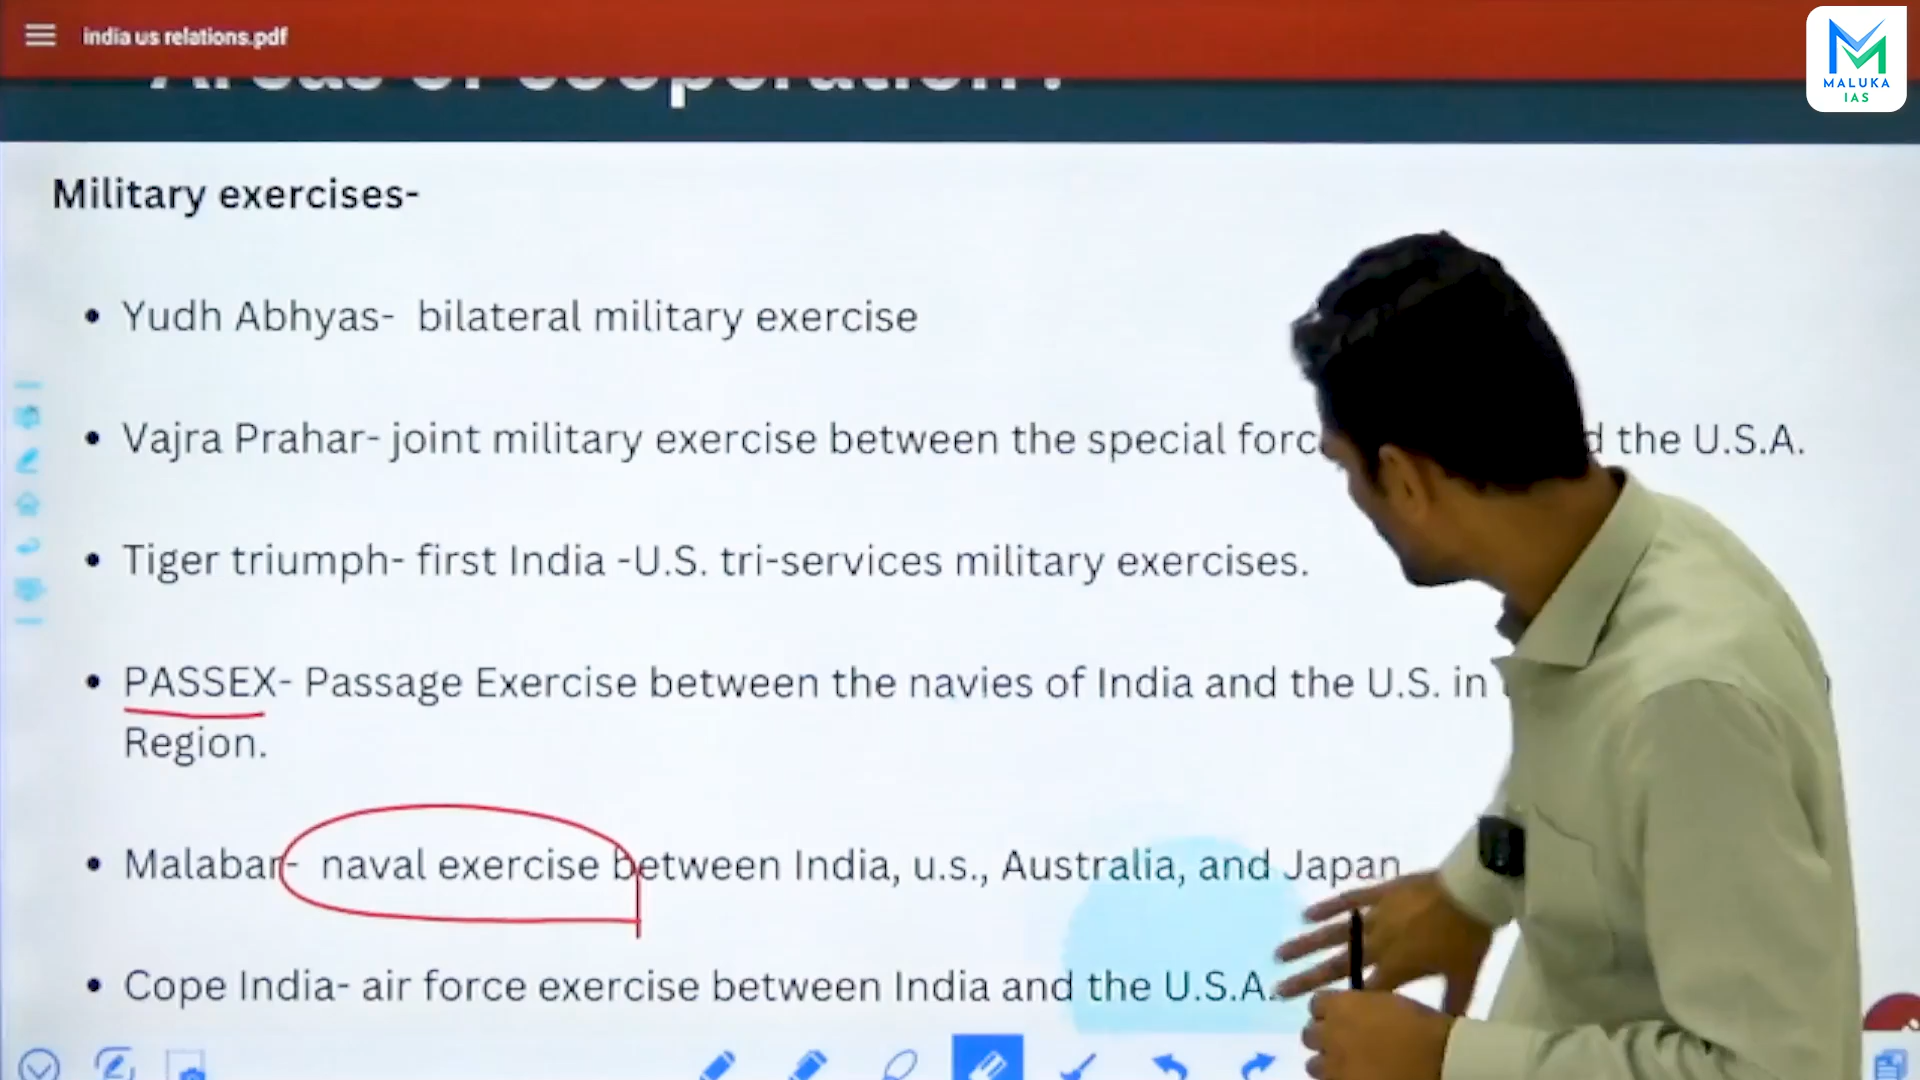 india us relations.pdf
MALUKA
IAS
Areas of cooperation :
Military exercises-
• Yudh Abhyas- bilateral military exercise
• Vajra Prahar- joint military exercise between the special the U.S.A.
• Tiger triumph- first India -U.S. tri-services military exercises.
• PASSEX- Passage Exercise between the navies of India and the U.S. in
Region.
• Malabar- naval exercise between India, u.s., Australia, and Japan
• Cope India- air force exercise between India and the U.S.A.